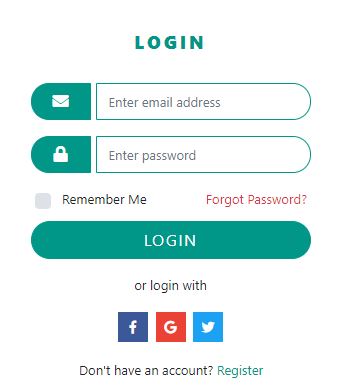 LOGIN
Enter email address
Enter password
Remember Me Forgot Password?
LOGIN
or login with
f G
Don't have an account? Register